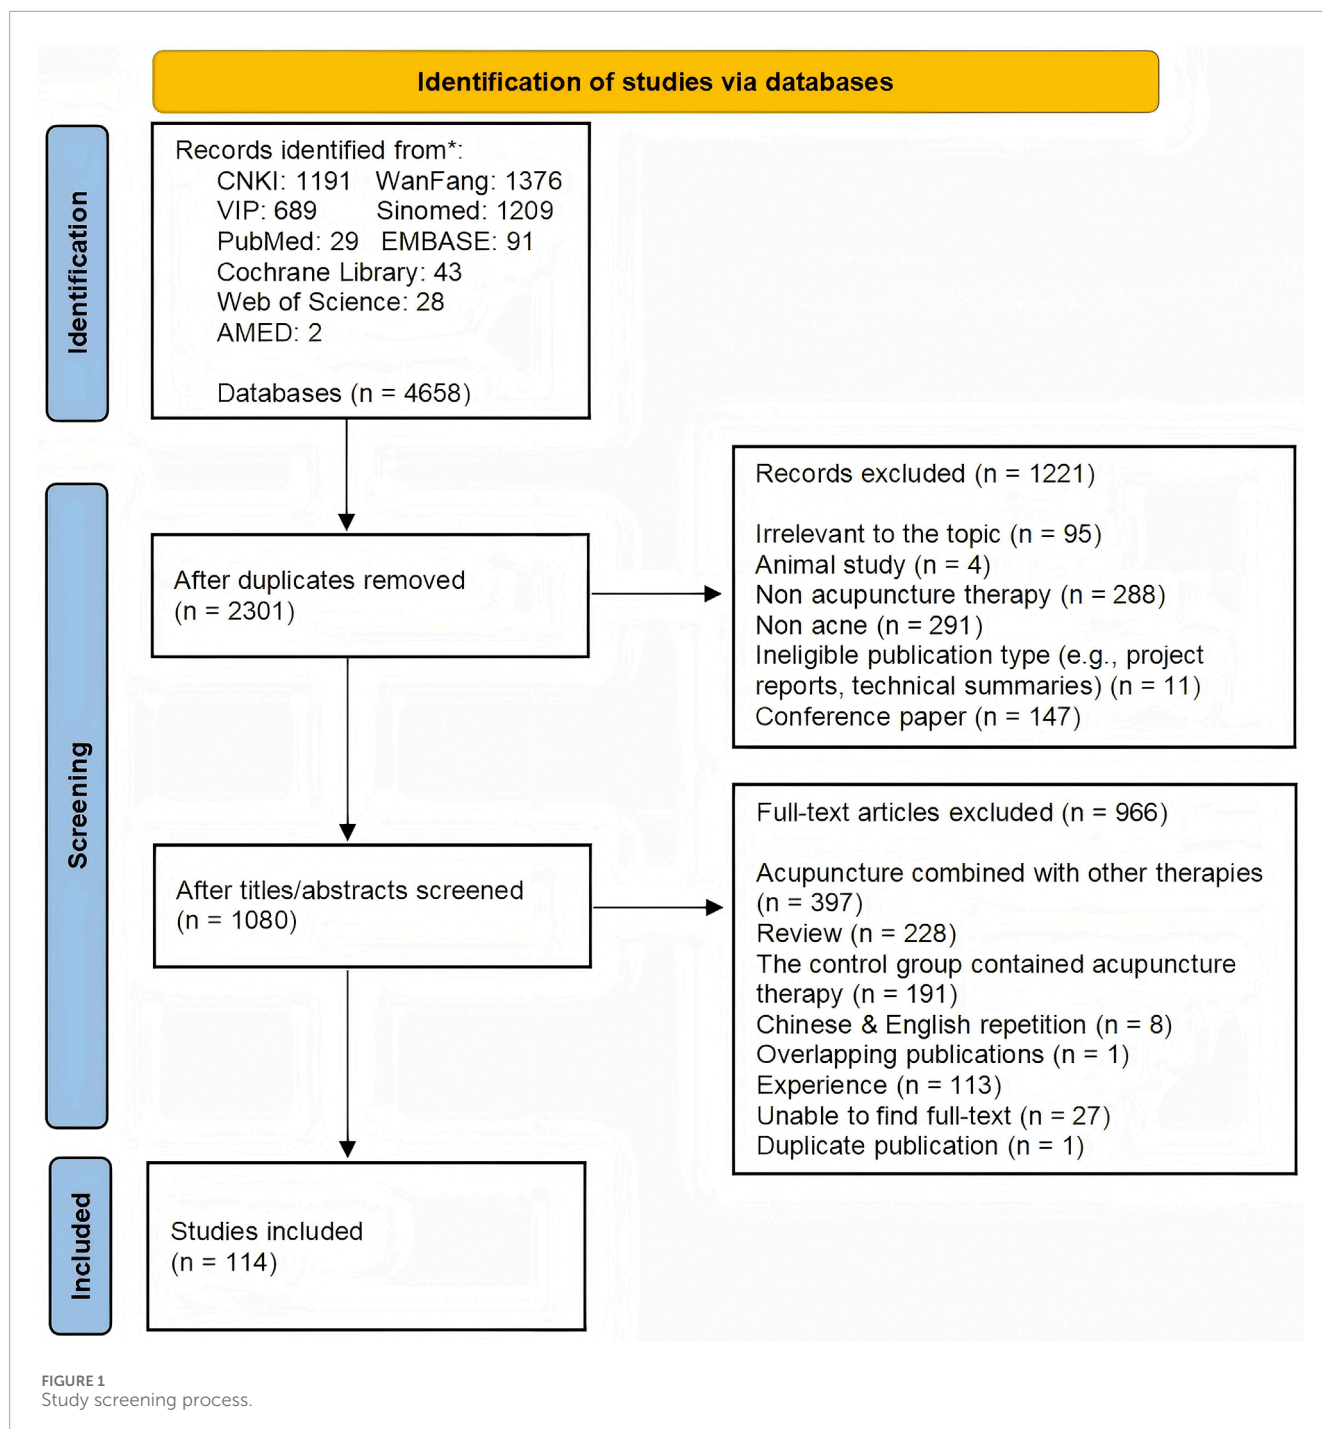 Identification of studies via databases
Identification
Records identified from*:
CNKI: 1191 WanFang: 1376
VIP: 689 Sinomed: 1209
PubMed: 29 EMBASE: 91
Cochrane Library: 43
Web of Science: 28
AMED: 2
Databases (n = 4658)
Screening
After duplicates removed
(n = 2301)
Records excluded (n = 1221)
Irrelevant to the topic (n = 95)
Animal study (n = 4)
Non acupuncture therapy (n = 288)
Non acne (n = 291)
Ineligible publication type (e.g., project
reports, technical summaries) (n = 11)
Conference paper (n = 147)
After titles/abstracts screened
(n = 1080)
Full-text articles excluded (n = 966)
Acupuncture combined with other therapies
(n = 397)
Review (n = 228)
The control group contained acupuncture
therapy (n = 191)
Chinese & English repetition (n = 8)
Overlapping publications (n = 1)
Experience (n = 113)
Unable to find full-text (n = 27)
Duplicate publication (n = 1)
Included
Studies included
(n = 114)
FIGURE 1
Study screening process.